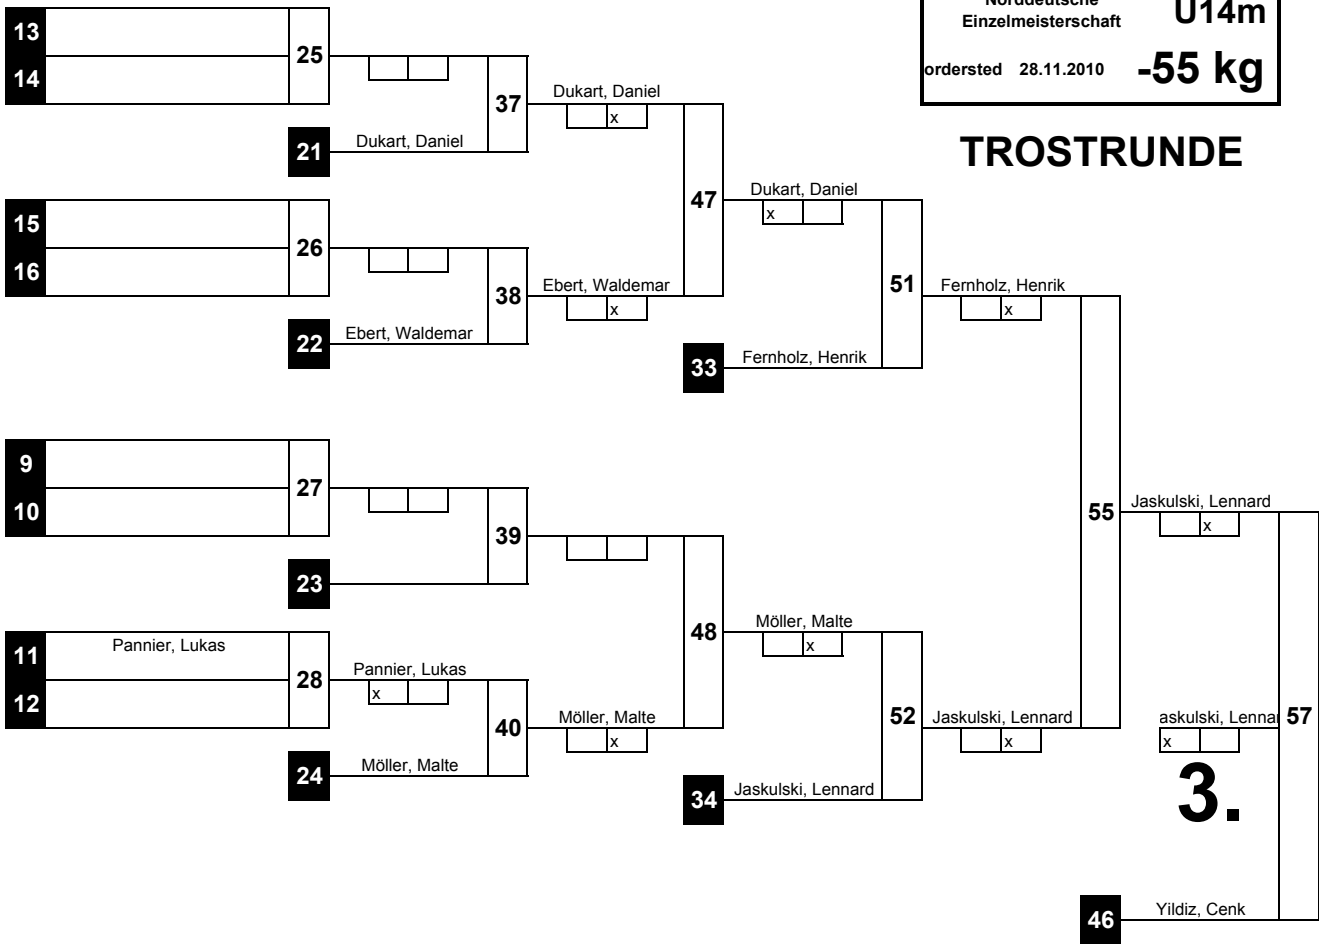 Norddeutsche
Einzelmeisterschaft
U14m
ordersted 28.11.2010
-55 kg
TROSTRUNDE
13
14
25
21
Dukart, Daniel
37
Dukart, Daniel
x
15
16
26
22
Ebert, Waldemar
38
Ebert, Waldemar
x
47
Dukart, Daniel
x
33
Fernholz, Henrik
51
Fernholz, Henrik
x
9
10
27
23
39
11
Pannier, Lukas
12
28
Pannier, Lukas
x
24
Möller, Malte
40
Möller, Malte
x
48
Möller, Malte
x
34
Jaskulski, Lennard
52
Jaskulski, Lennard
x
55
Jaskulski, Lennard
x
askulski, Lennar
x
57
3.
46
Yildiz, Cenk